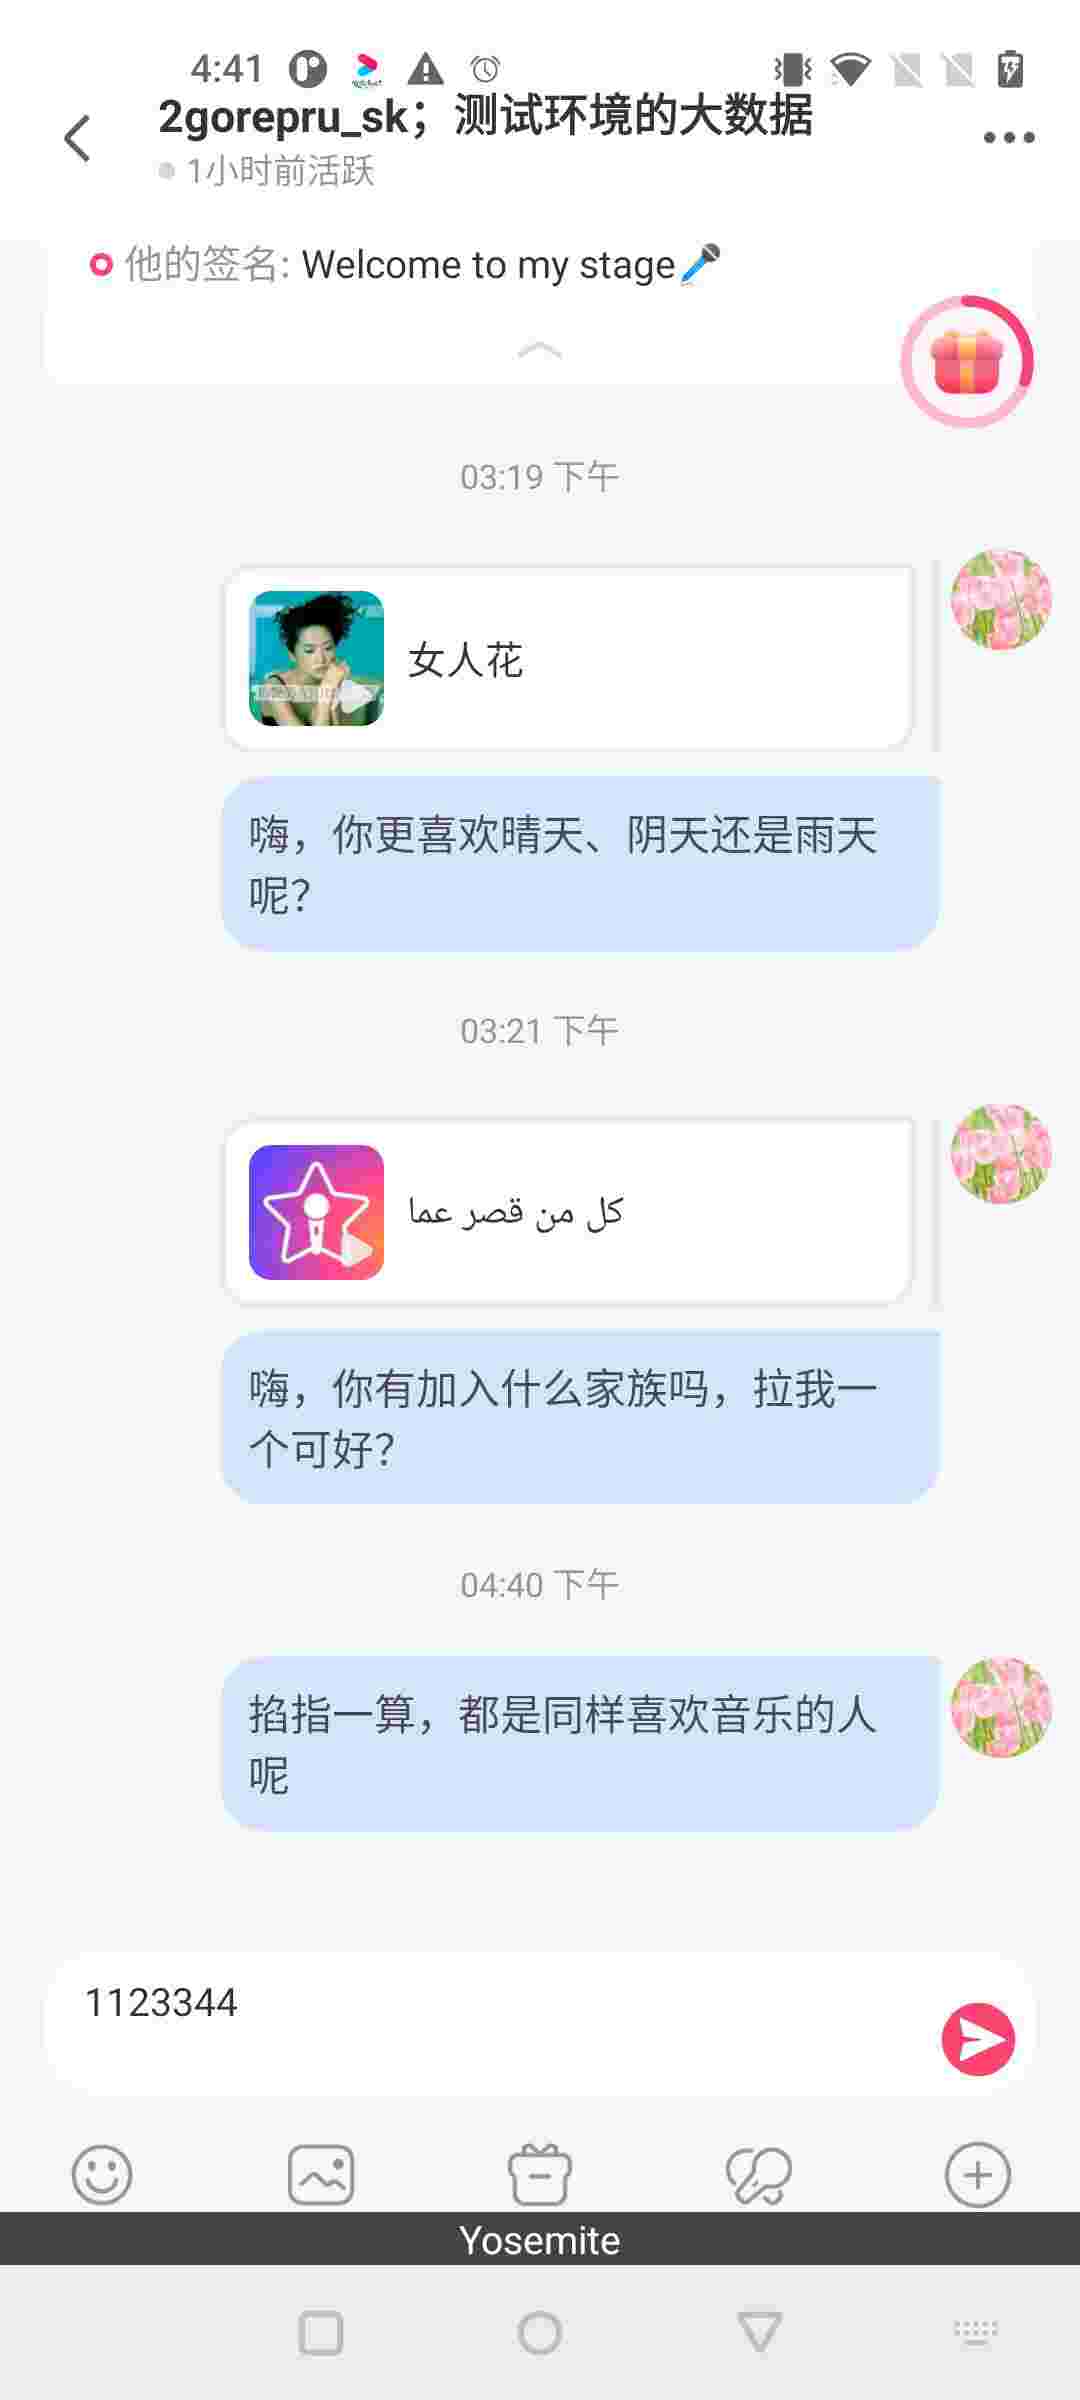 4:41
2gorepru_sk；测试环境的大数据
1小时前活跃
他的签名: Welcome to my stage🎤
03:19 下午
女人花
嗨，你更喜欢晴天、阴天还是雨天
呢？
03:21 下午
كل من قصر عما
嗨，你有加入什么家族吗，拉我一
个可好？
04:40 下午
掐指一算，都是同样喜欢音乐的人
呢
1123344
Yosemite